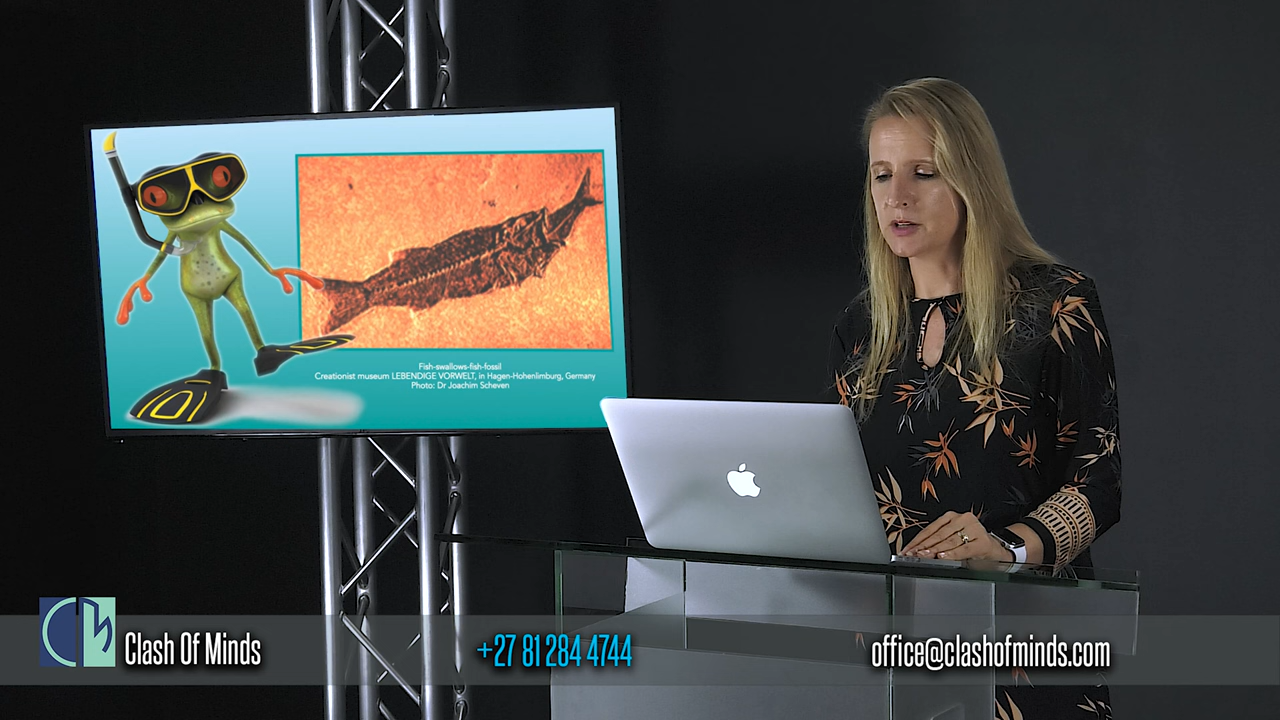 Fish-swallows-fish-fossil
Creationist museum LEBENDIGE VORWELT, in Hagen-Hohenlimburg, Germany
Photo: Dr Joachim Scheven
Clash Of Minds
+27 81 284 4744
office@clashofminds.com